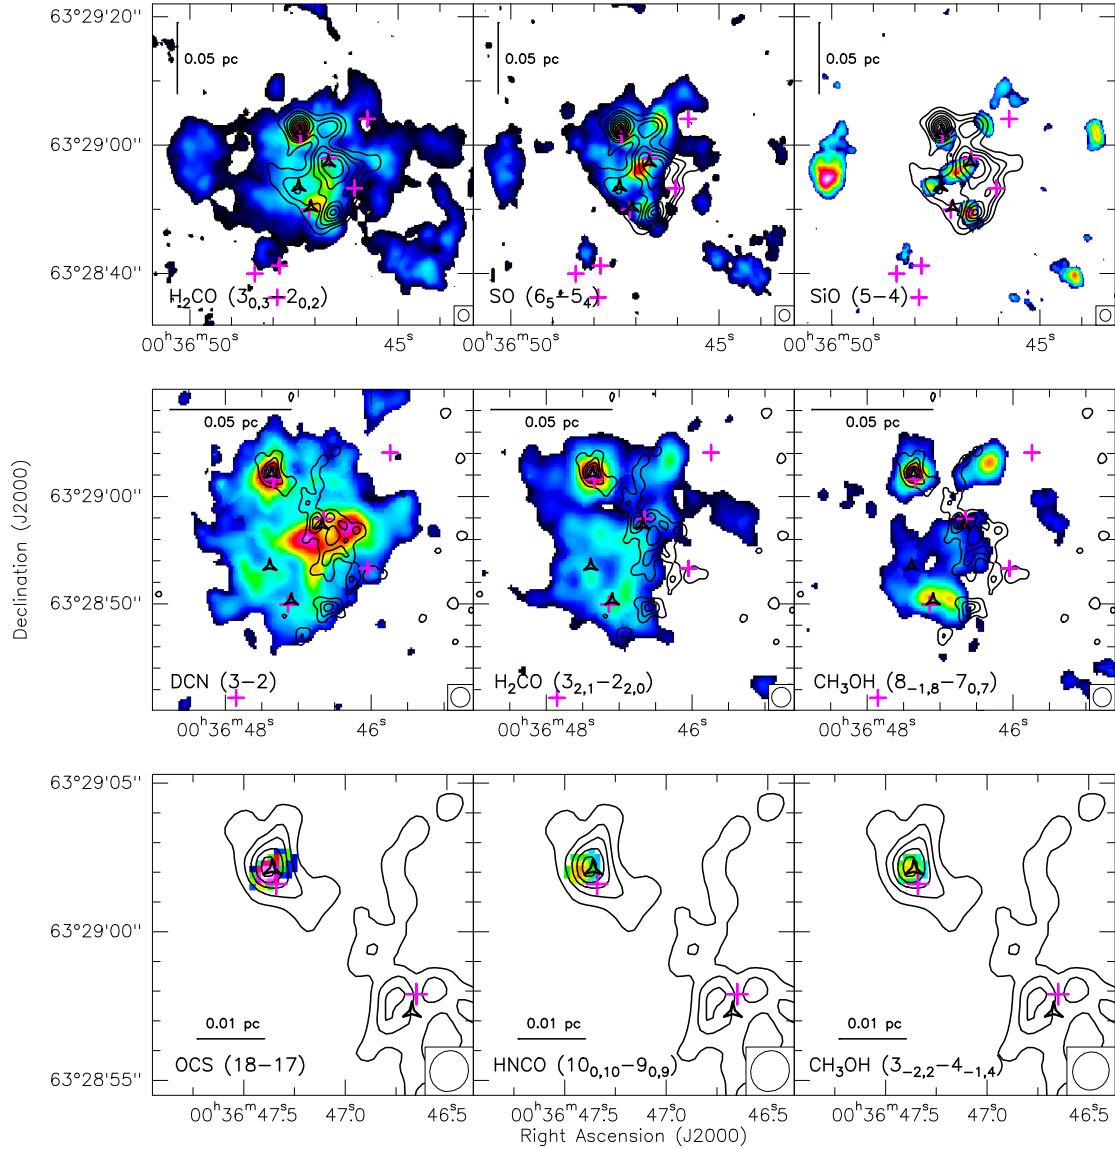 63°29'20"
0.05 pc
0.05 pc
0.05 pc
63°29'00"
63°28'40"
H₂CO (3₀,₃−2₀,₂)
SO (6₅−5₄)
SiO (5−4)
00ʰ36ᵐ50ˢ
45ˢ
45ˢ
00ʰ36ᵐ50ˢ
45ˢ
0.05 pc
0.05 pc
0.05 pc
63°29'00"
63°28'50"
DCN (3−2)
H₂CO (3₂,₁−2₂,₀)
CH₃OH (8₋₁,₈−7₀,₇)
00ʰ36ᵐ48ˢ
46ˢ
00ʰ36ᵐ48ˢ
46ˢ
00ʰ36ᵐ48ˢ
46ˢ
Declination (J2000)
63°29'05"
63°29'00"
0.01 pc
0.01 pc
0.01 pc
OCS (18−17)
HNCO (10₀,₁₀−9₀,₉)
CH₃OH (3₋₂,₂−4₋₁,₄)
63°28'55"
00ʰ36ᵐ47ˢ.5
47ˢ.0
46ˢ.5
00ʰ36ᵐ47ˢ.5
47ˢ.0
46ˢ.5
00ʰ36ᵐ47ˢ.5
47ˢ.0
46ˢ.5
Right Ascension (J2000)